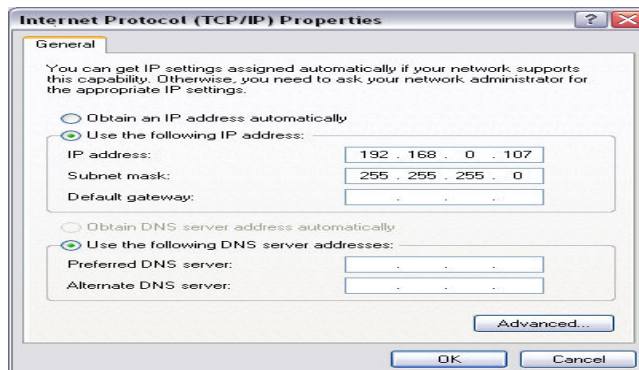 Internet Protocol (TCP/IP) Properties
General
You can get IP settings assigned automatically if your network supports
this capability. Otherwise, you need to ask your network administrator for
the appropriate IP settings.
Obtain an IP address automatically
Use the following IP address:
IP address: 192 . 168 . 0 . 107
Subnet mask: 255 . 255 . 255 . 0
Default gateway: . . .
Obtain DNS server address automatically
Use the following DNS server addresses:
Preferred DNS server: . . .
Alternate DNS server: . . .
Advanced...
OK Cancel